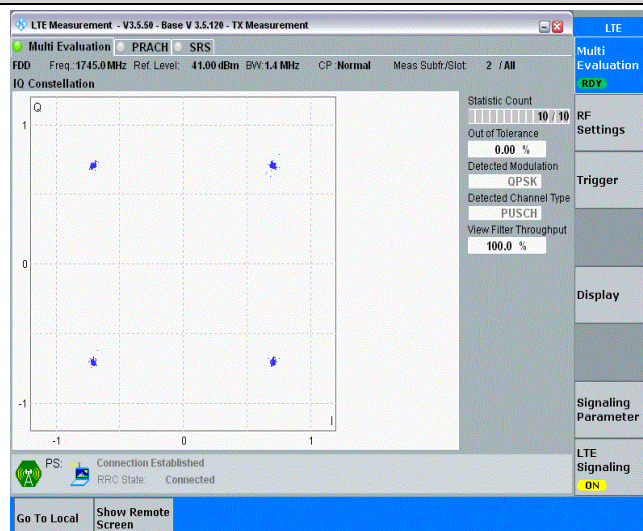 LTE Measurement - V3.5.50 - Base V 3.5.120 - TX Measurement
LTE
Multi Evaluation PRACH SRS
Multi
Evaluation
RDY
FDD Freq.:1745.0 MHz Ref. Level: 41.00 dBm BW:1.4 MHz CP :Normal Meas Subfr./Slot: 2 / All
IQ Constellation
Q
1
0
-1
-1
0
1
I
Statistic Count
10 / 10
Out of Tolerance
0.00 %
Detected Modulation
QPSK
Detected Channel Type
PUSCH
View Filter Throughput
100.0 %
RF
Settings
Trigger
Display
Signaling
Parameter
LTE
Signaling
ON
PS: Connection Established
RRC State: Connected
Go To Local
Show Remote
Screen